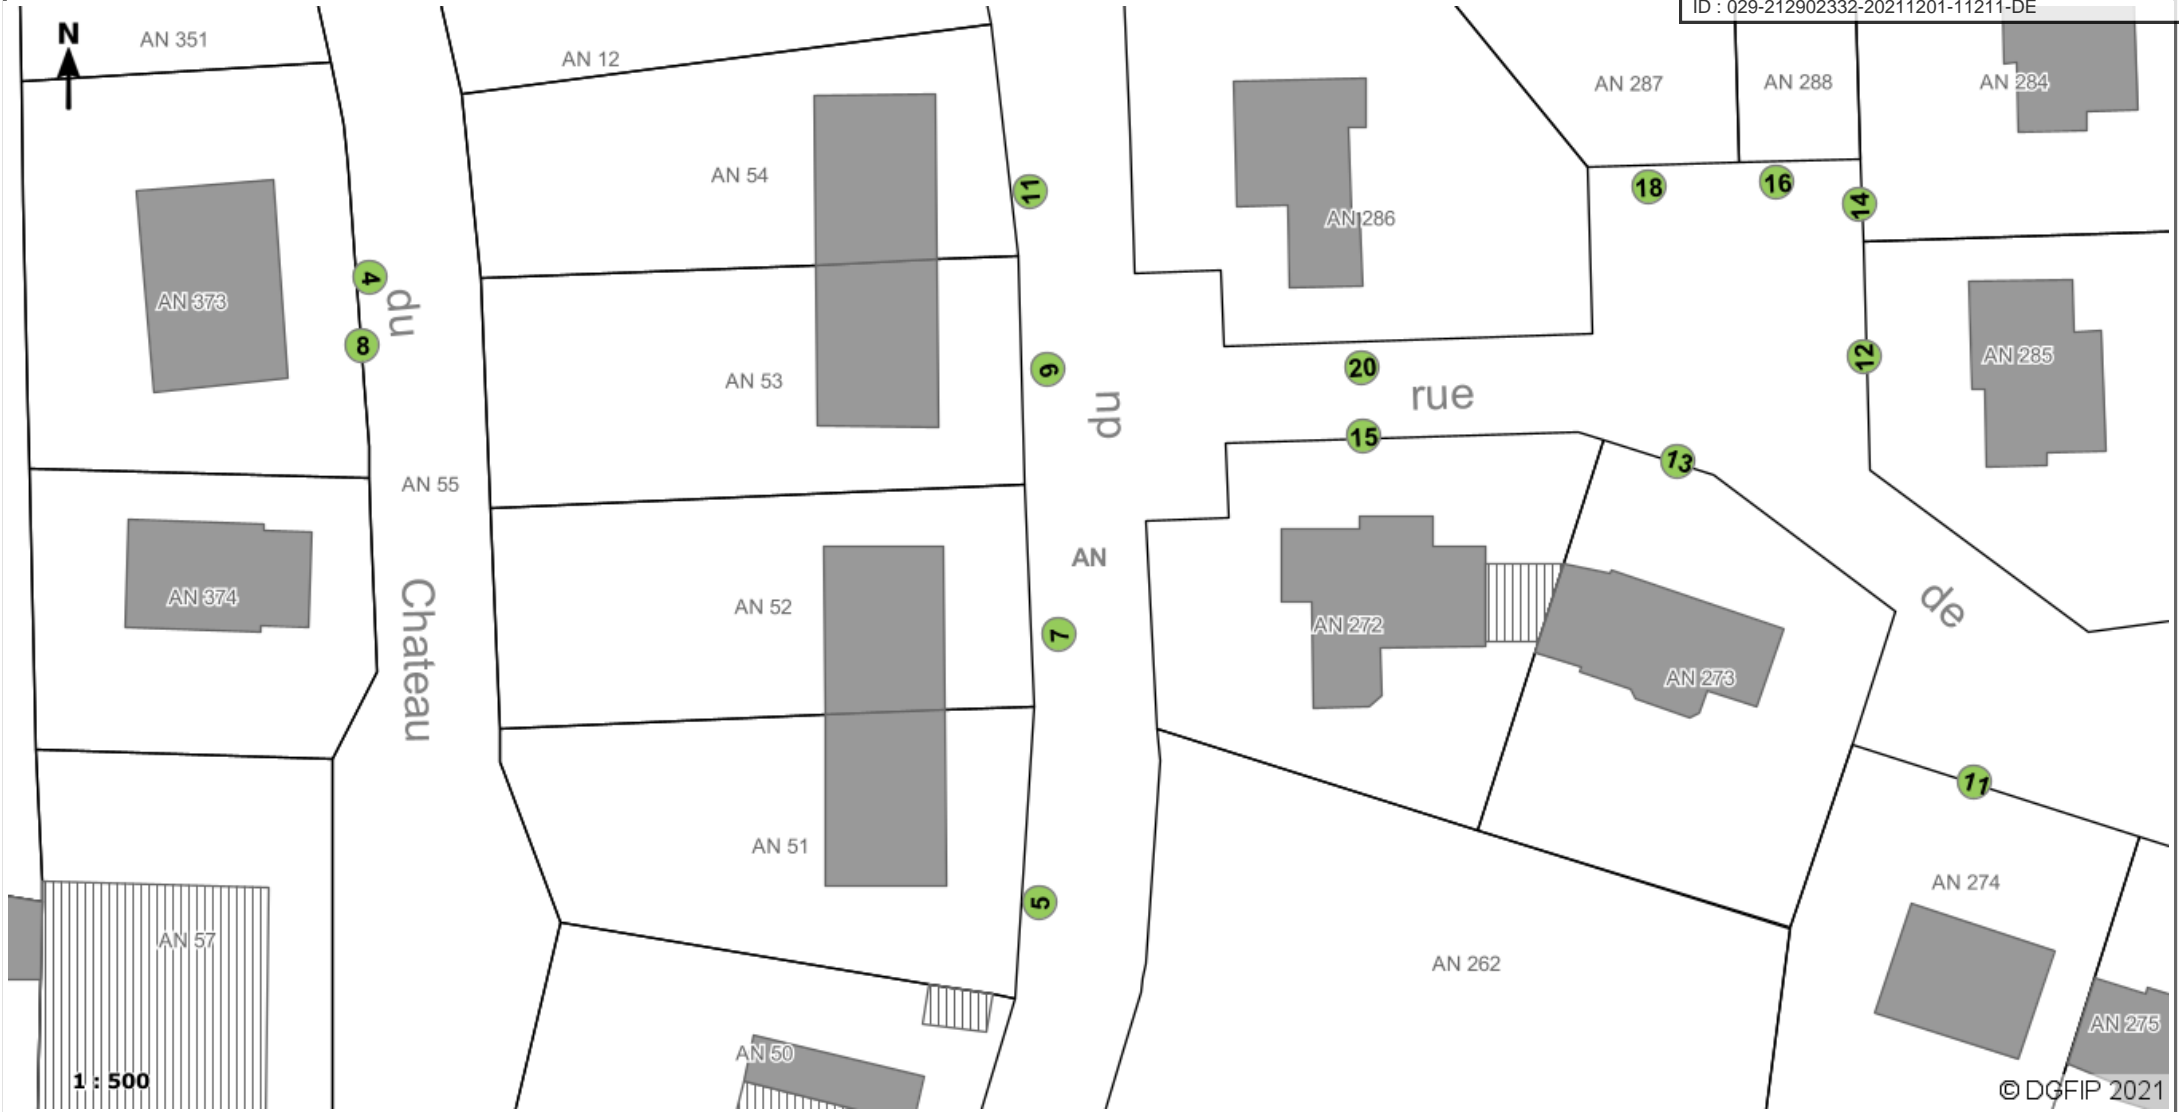 ID : 029-212902332-20211201-11211-DE
N
AN 351
AN 12
AN 287
AN 288
AN 284
AN 54
11
18
16
14
AN 286
4
AN 373
du
8
AN 53
9
du
20
rue
12
AN 285
15
13
AN 55
AN
AN 374
Chateau
AN 52
7
AN 272
AN 273
de
11
AN 51
5
AN 274
AN 57
AN 262
AN 50
AN 275
1 : 500
© DGFIP 2021